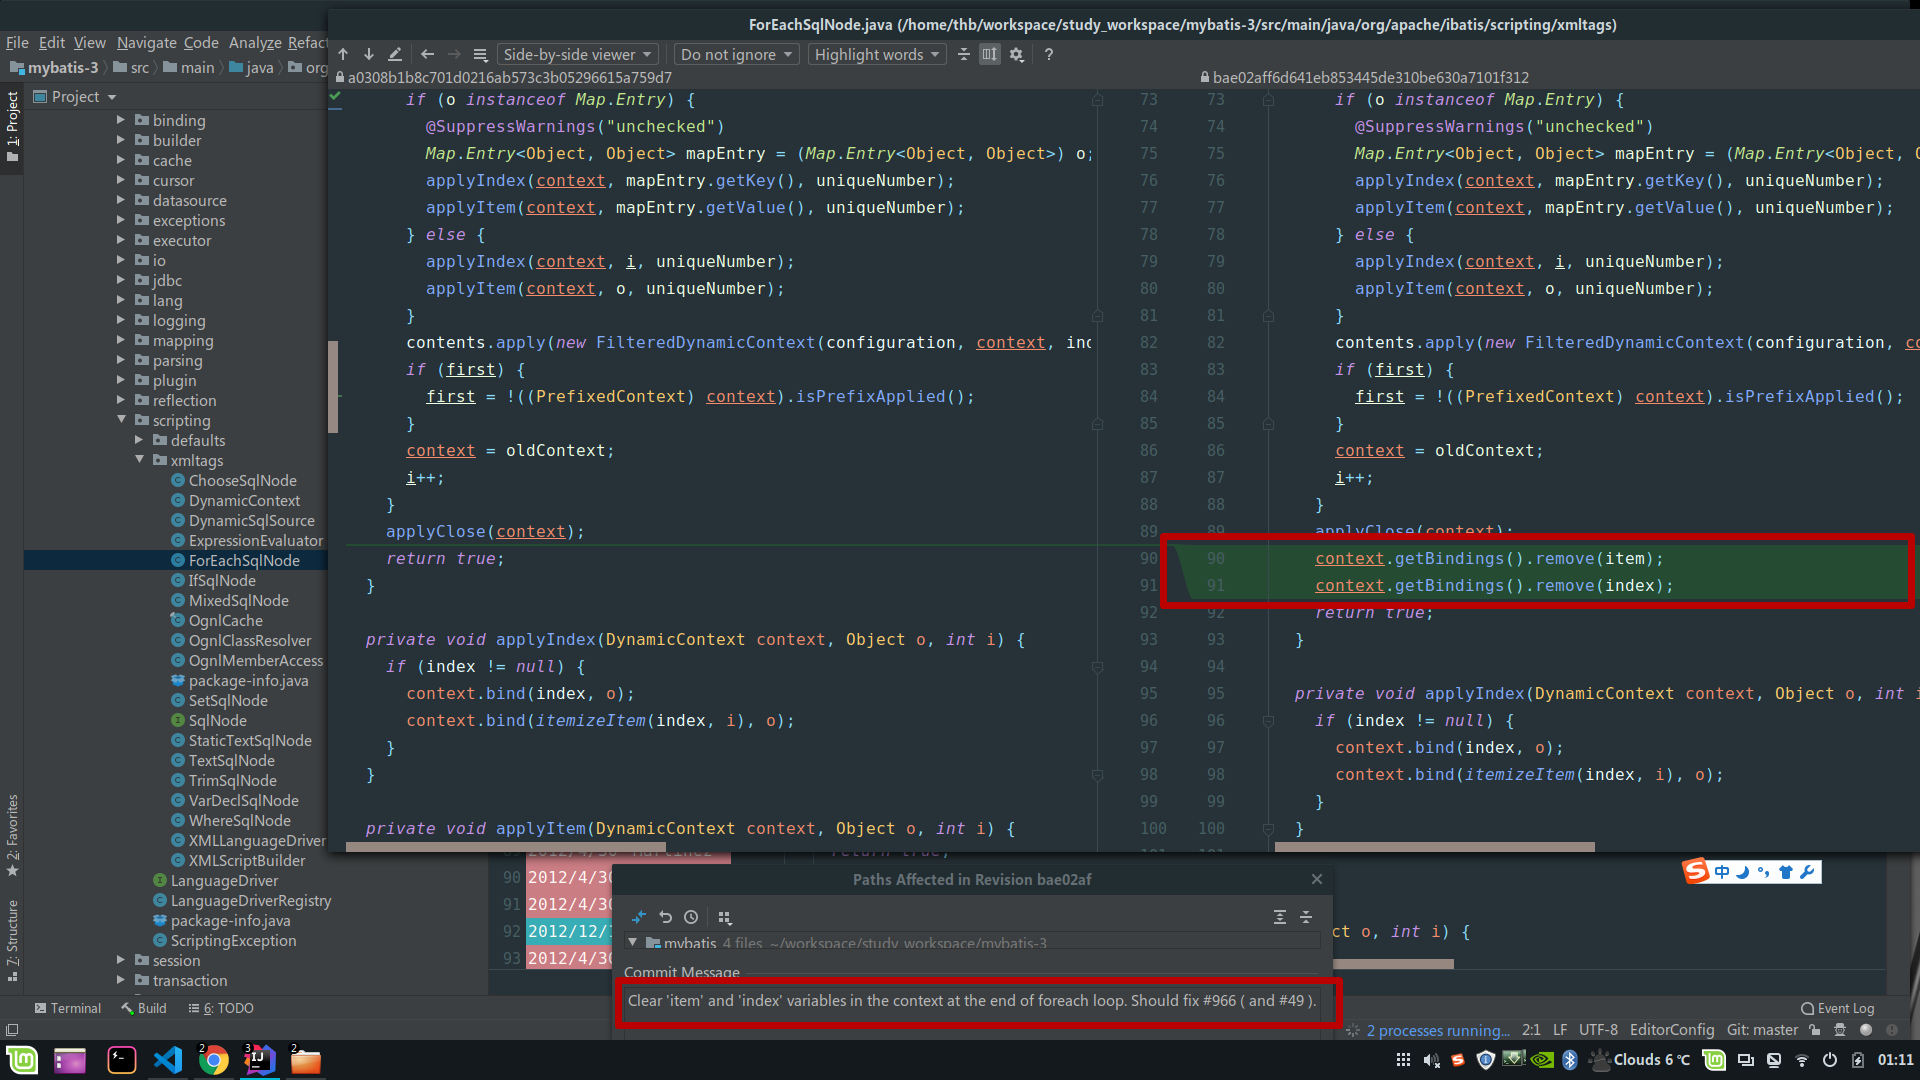 ForEachSqlNode.java (/home/thb/workspace/study_workspace/mybatis-3/src/main/java/org/apache/ibatis/scripting/xmltags)
File Edit View Navigate Code Analyze Refact
Side-by-side viewer Do not ignore Highlight words ?
mybatis-3 src main java org
a0308b1b8c701d0216ab573c3b05296615a759d7
bae02aff6d641eb853445de310be630a7101f312
Project
1: Project
binding
builder
cache
cursor
datasource
exceptions
executor
io
jdbc
lang
logging
mapping
parsing
plugin
reflection
scripting
defaults
xmltags
ChooseSqlNode
DynamicContext
DynamicSqlSource
ExpressionEvaluator
ForEachSqlNode
IfSqlNode
MixedSqlNode
OgnlCache
OgnlClassResolver
OgnlMemberAccess
package-info.java
SetSqlNode
SqlNode
StaticTextSqlNode
TextSqlNode
TrimSqlNode
VarDeclSqlNode
WhereSqlNode
XMLLanguageDriver
XMLScriptBuilder
LanguageDriver
LanguageDriverRegistry
package-info.java
ScriptingException
session
transaction
2: Favorites
7: Structure
if (o instanceof Map.Entry) { 73
@SuppressWarnings("unchecked") 74
Map.Entry<Object, Object> mapEntry = (Map.Entry<Object, Object>) o; 75
applyIndex(context, mapEntry.getKey(), uniqueNumber); 76
applyItem(context, mapEntry.getValue(), uniqueNumber); 77
} else { 78
applyIndex(context, i, uniqueNumber); 79
applyItem(context, o, uniqueNumber); 80
} 81
contents.apply(new FilteredDynamicContext(configuration, context, ind 82
if (first) { 83
first = !((PrefixedContext) context).isPrefixApplied(); 84
} 85
context = oldContext; 86
i++; 87
} 88
applyClose(context); 89
return true; 90
} 91
92
private void applyIndex(DynamicContext context, Object o, int i) { 93
if (index != null) { 94
context.bind(index, o); 95
context.bind(itemizeItem(index, i), o); 96
} 97
} 98
99
private void applyItem(DynamicContext context, Object o, int i) { 100
73 if (o instanceof Map.Entry) {
74 @SuppressWarnings("unchecked")
75 Map.Entry<Object, Object> mapEntry = (Map.Entry<Object, O
76 applyIndex(context, mapEntry.getKey(), uniqueNumber);
77 applyItem(context, mapEntry.getValue(), uniqueNumber);
78 } else {
79 applyIndex(context, i, uniqueNumber);
80 applyItem(context, o, uniqueNumber);
81 }
82 contents.apply(new FilteredDynamicContext(configuration, co
83 if (first) {
84 first = !((PrefixedContext) context).isPrefixApplied();
85 }
86 context = oldContext;
87 i++;
88 }
89 applyClose(context);
90 context.getBindings().remove(item);
91 context.getBindings().remove(index);
92 return true;
93 }
94
95 private void applyIndex(DynamicContext context, Object o, int i
96 if (index != null) {
97 context.bind(index, o);
98 context.bind(itemizeItem(index, i), o);
99 }
100 }
89 2012/4/30 Martinez return true;
90 2012/4/30
91 2012/4/30
92 2012/12/ ct o, int i) {
93 2012/4/30
Paths Affected in Revision bae02af
mybatis 4 files ~/workspace/study_workspace/mybatis-3
Commit Message
Clear 'item' and 'index' variables in the context at the end of foreach loop. Should fix #966 ( and #49 ).
中
Terminal Build 6: TODO Event Log
2 processes running... 2:1 LF UTF-8 EditorConfig Git: master
2 3 2
Clouds 6 ℃ 01:11